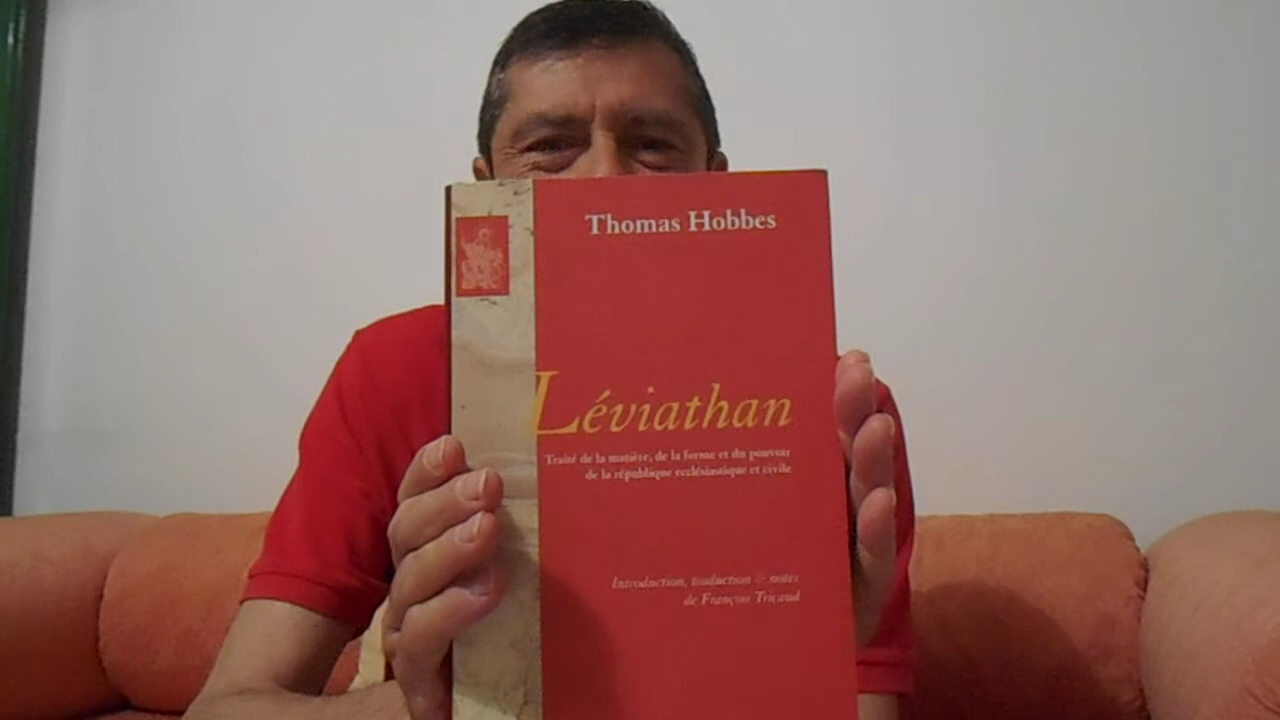 Thomas Hobbes
Léviathan
Traité de la matière, de la forme et du pouvoir
de la république ecclésiastique et civile
Introduction, traduction & notes
de François Tricaud